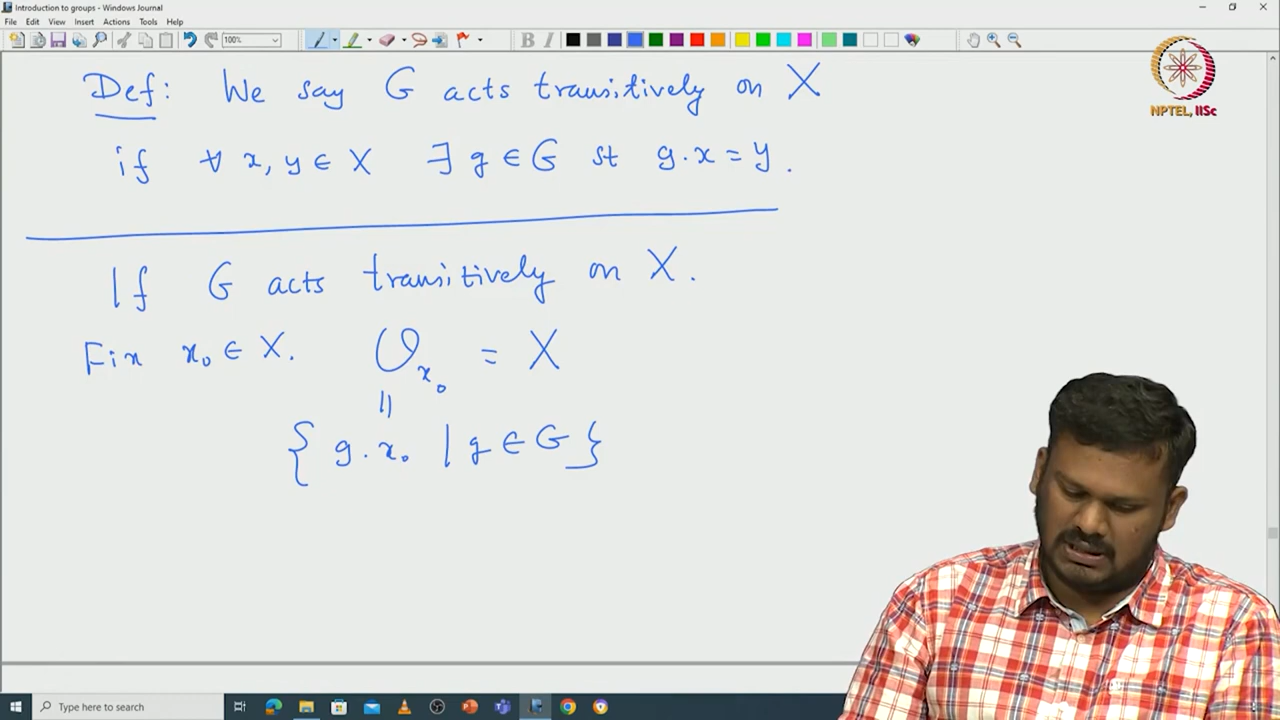 Introduction to groups - Windows Journal
File Edit View Insert Actions Tools Help
100%
B I
NPTEL, IISc
Def: We say G acts transitively on X
if ∀ x, y ∈ X ∃ g ∈ G st g.x = y.
If G acts transitively on X.
Fix x₀ ∈ X. O_x₀ = X
||
{ g.x₀ | g ∈ G }
Type here to search